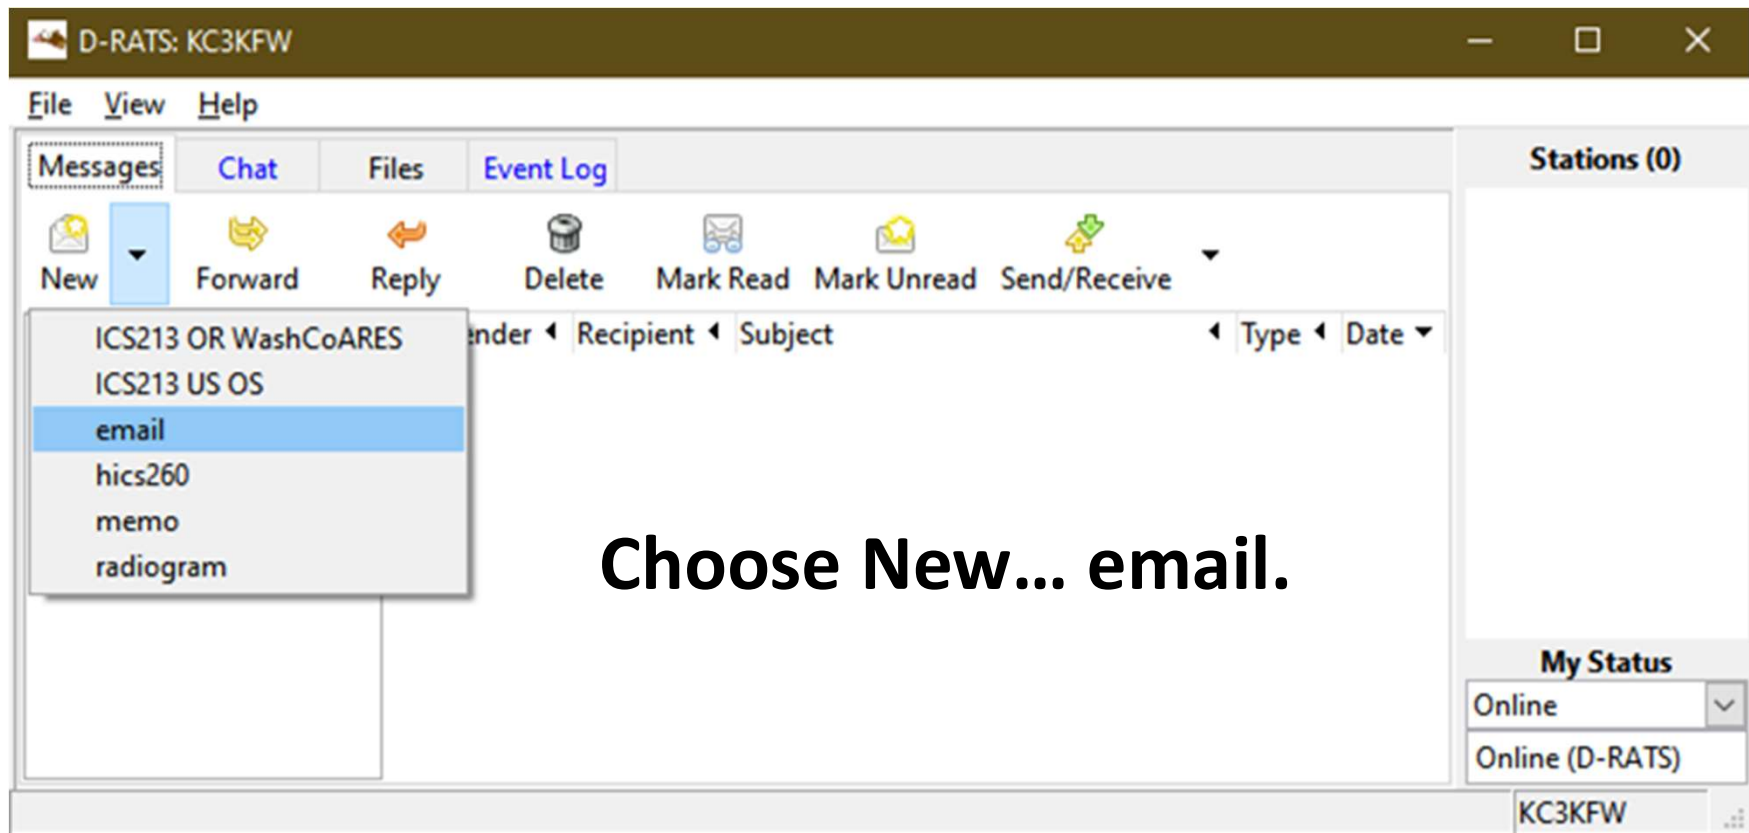 D-RATS: KC3KFW
File View Help
Messages Chat Files Event Log
Stations (0)
New Forward Reply Delete Mark Read Mark Unread Send/Receive
ICS213 OR WashCoARES
ICS213 US OS
email
hics260
memo
radiogram
Recipient Subject Type Date
Choose New... email.
My Status
Online
Online (D-RATS)
KC3KFW